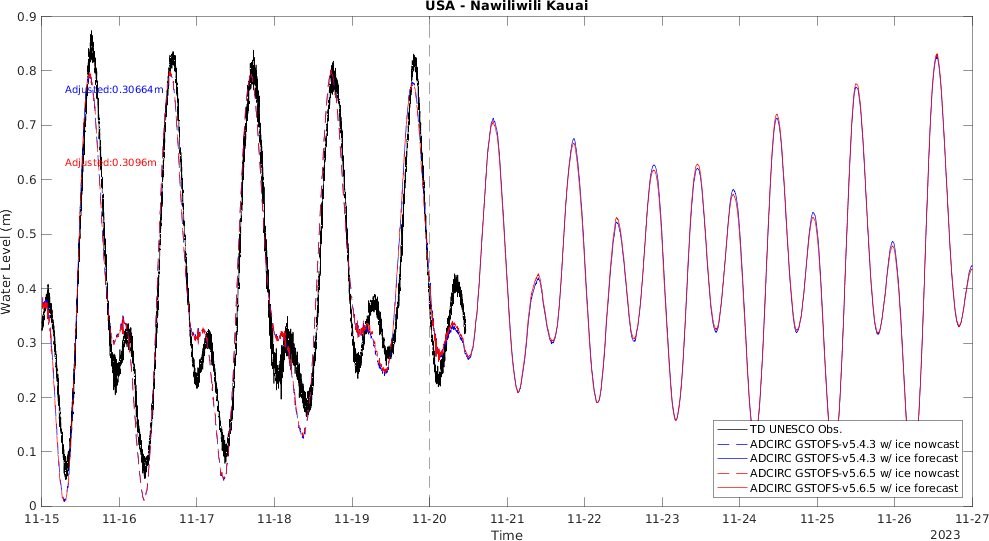 USA - Nawiliwili Kauai
0.9
0.8
0.7
0.6
0.5
0.4
0.3
0.2
0.1
0
Water Level (m)
Adjusted:0.30664m
Adjusted:0.3096m
TD UNESCO Obs.
ADCIRC GSTOFS-v5.4.3 w/ ice nowcast
ADCIRC GSTOFS-v5.4.3 w/ ice forecast
ADCIRC GSTOFS-v5.6.5 w/ ice nowcast
ADCIRC GSTOFS-v5.6.5 w/ ice forecast
11-15 11-16 11-17 11-18 11-19 11-20 11-21 11-22 11-23 11-24 11-25 11-26 11-27
Time
2023